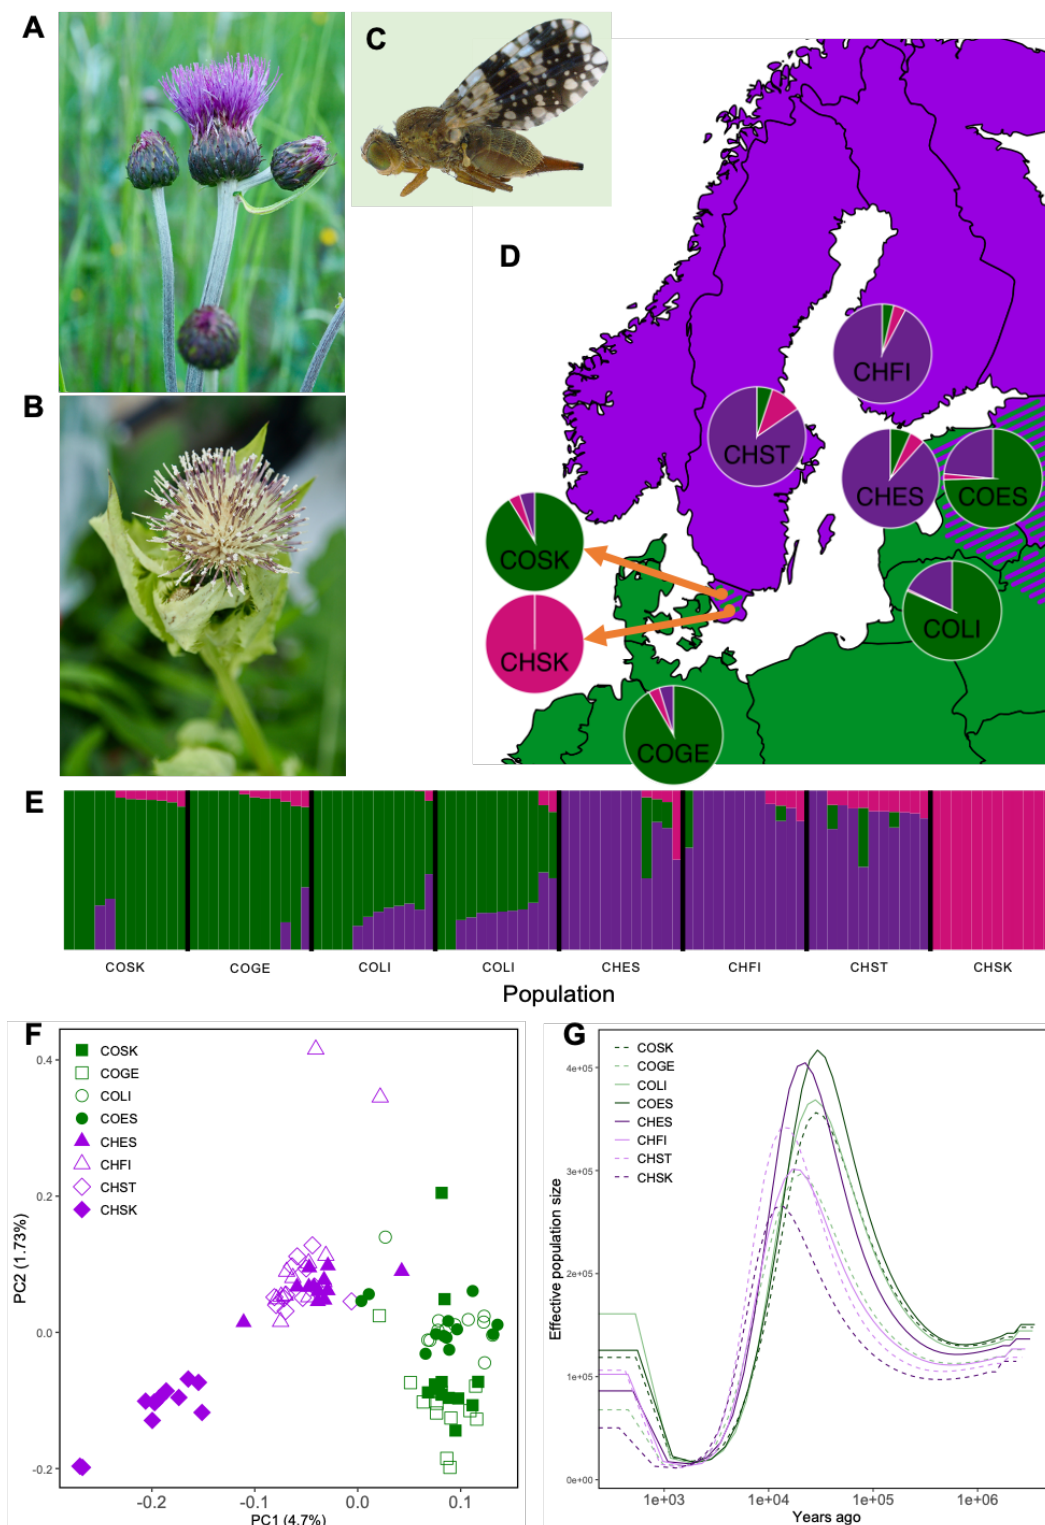 A
B
C
D
CHFI
CHST
CHES
COES
COSK
COLI
CHSK
COGE
E
COSK
COGE
COLI
COLI
CHES
CHFI
CHST
CHSK
Population
F
COSK
COGE
COLI
COES
CHES
CHFI
CHST
CHSK
0.4
0.2
0.0
-0.2
PC2 (1.73%)
-0.2
-0.1
0.0
0.1
PC1 (4.7%)
G
COSK
COGE
COLI
COES
CHES
CHFI
CHST
CHSK
4e+05
3e+05
2e+05
1e+05
0e+00
Effective population size
1e+03
1e+04
1e+05
1e+06
Years ago